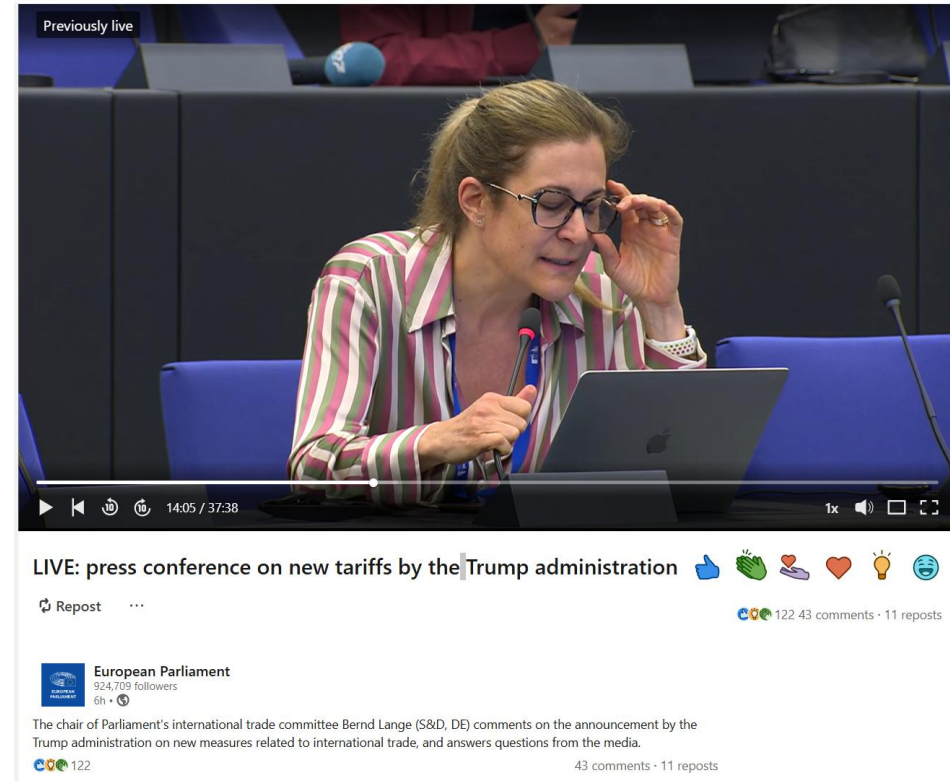 Previously live
14:05 / 37:38
1x
LIVE: press conference on new tariffs by the Trump administration
Repost
122 43 comments · 11 reposts
EUROPEAN
PARLIAMENT
European Parliament
924,709 followers
6h •
The chair of Parliament's international trade committee Bernd Lange (S&D, DE) comments on the announcement by the
Trump administration on new measures related to international trade, and answers questions from the media.
122
43 comments · 11 reposts